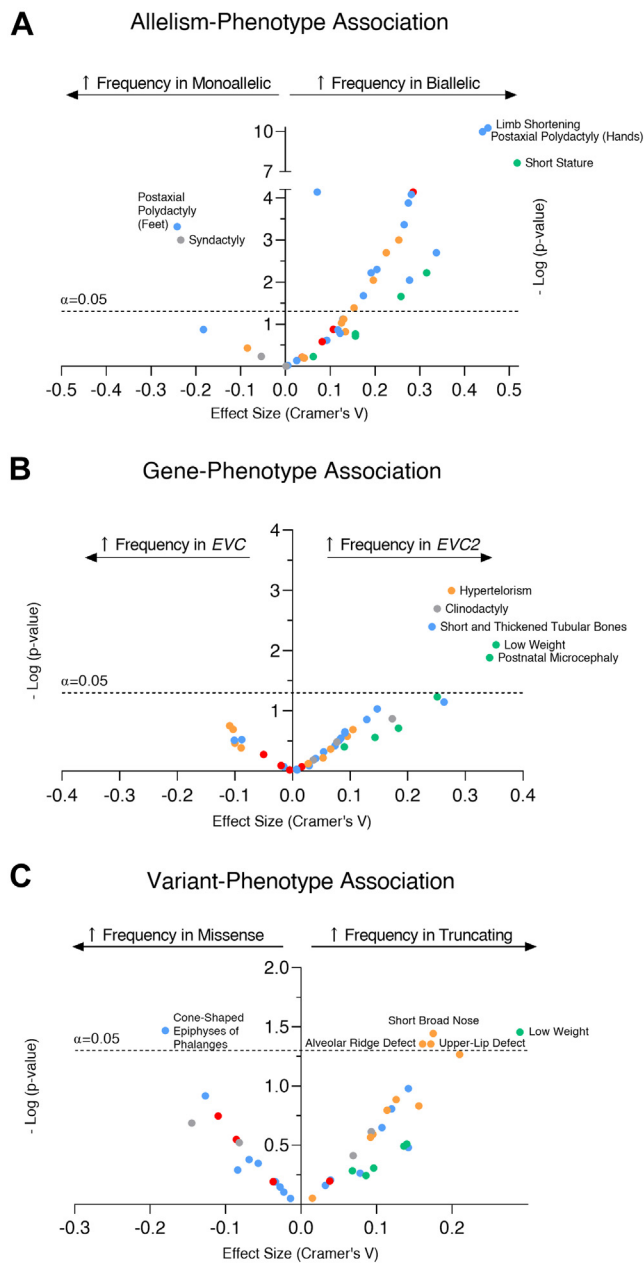 A
Allelism-Phenotype Association
↑ Frequency in Monoallelic
↑ Frequency in Biallelic
10
7
4
3
2
1
Limb Shortening
Postaxial Polydactyly (Hands)
Short Stature
Postaxial
Polydactyly
(Feet)
Syndactyly
α=0.05
- Log (p-value)
-0.5 -0.4 -0.3 -0.2 -0.1 0.0 0.1 0.2 0.3 0.4 0.5
Effect Size (Cramer's V)
B
Gene-Phenotype Association
↑ Frequency in EVC
↑ Frequency in EVC2
4
3
2
1
Hypertelorism
Clinodactyly
Short and Thickened Tubular Bones
Low Weight
Postnatal Microcephaly
α=0.05
- Log (p-value)
-0.4 -0.3 -0.2 -0.1 0.0 0.1 0.2 0.3 0.4
Effect Size (Cramer's V)
C
Variant-Phenotype Association
↑ Frequency in Missense
↑ Frequency in Truncating
2.0
1.5
1.0
0.5
Cone-Shaped
Epiphyses of
Phalanges
Short Broad Nose
Low Weight
Alveolar Ridge Defect
Upper-Lip Defect
α=0.05
- Log (p-value)
-0.3 -0.2 -0.1 0.0 0.1 0.2
Effect Size (Cramer's V)